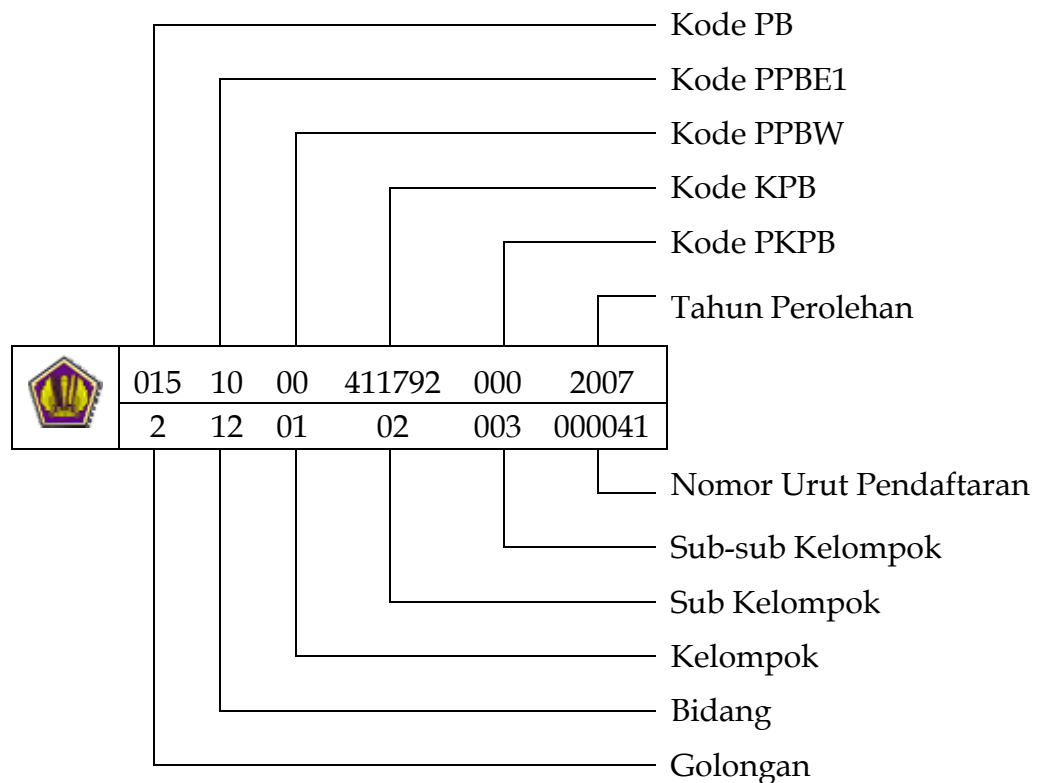 Kode PB
Kode PPBE1
Kode PPBW
Kode KPB
Kode PKPB
Tahun Perolehan
015 10 00 411792 000 2007
2 12 01 02 003 000041
Nomor Urut Pendaftaran
Sub-sub Kelompok
Sub Kelompok
Kelompok
Bidang
Golongan